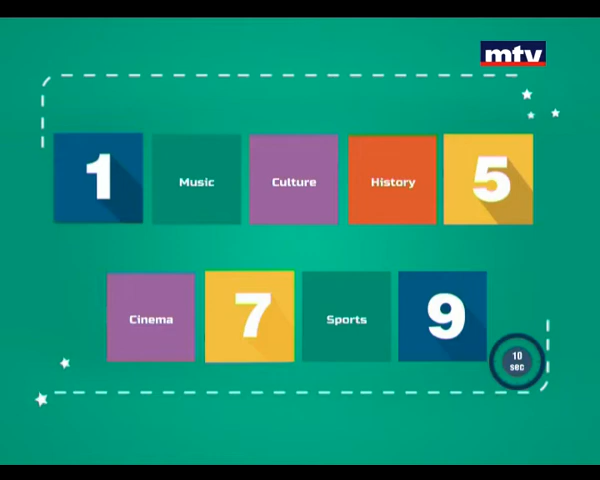 mtv
1
Music
Culture
History
5
Cinema
7
Sports
9
10
sec